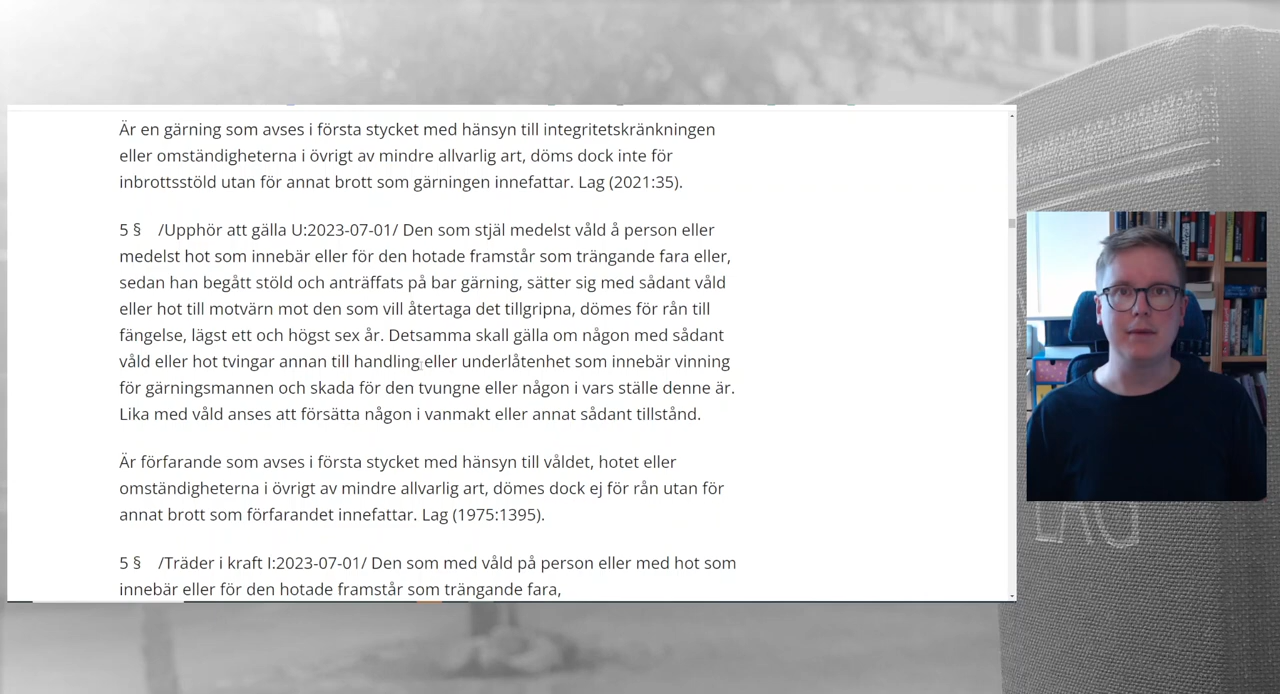 Är en gärning som avses i första stycket med hänsyn till integritetskränkningen
eller omständigheterna i övrigt av mindre allvarlig art, döms dock inte för
inbrottsstöld utan för annat brott som gärningen innefattar. Lag (2021:35).
5 § /Upphör att gälla U:2023-07-01/ Den som stjäl medelst våld å person eller
medelst hot som innebär eller för den hotade framstår som trängande fara eller,
sedan han begått stöld och anträffats på bar gärning, sätter sig med sådant våld
eller hot till motvärn mot den som vill återtaga det tillgripna, dömes för rån till
fängelse, lägst ett och högst sex år. Detsamma skall gälla om någon med sådant
våld eller hot tvingar annan till handling eller underlåtenhet som innebär vinning
för gärningsmannen och skada för den tvungne eller någon i vars ställe denne är.
Lika med våld anses att försätta någon i vanmakt eller annat sådant tillstånd.
Är förfarande som avses i första stycket med hänsyn till våldet, hotet eller
omständigheterna i övrigt av mindre allvarlig art, dömes dock ej för rån utan för
annat brott som förfarandet innefattar. Lag (1975:1395).
5 § /Träder i kraft I:2023-07-01/ Den som med våld på person eller med hot som
innebär eller för den hotade framstår som trängande fara,
LAG